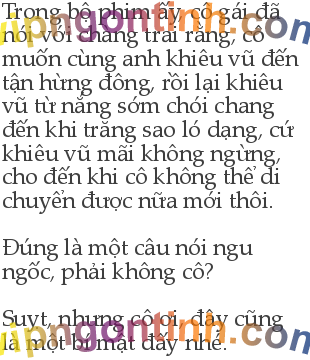 Trong bộ phim ấy, cô gái đã
nói với chàng trai rằng, cô
muốn cùng anh khiêu vũ đến
tận hừng đông, rồi lại khiêu
vũ từ nắng sớm chói chang
đến khi trăng sao ló dạng, cứ
khiêu vũ mãi không ngừng,
cho đến khi cô không thể di
chuyển được nữa mới thôi.
Đúng là một câu nói ngu
ngốc, phải không cô?
Suỵt, nhưng cô ơi, đây cũng
là một bí mật đấy nhé.
vipngontinh.com
vipngontinh.com